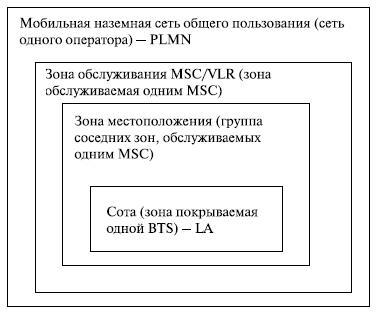 Мобильная наземная сеть общего пользования (сеть
одного оператора) – PLMN
Зона обслуживания MSC/VLR (зона
обслуживаемая одним MSC)
Зона местоположения (группа
соседних зон, обслуживаемых
одним MSC)
Сота (зона покрываемая
одной BTS) – LA